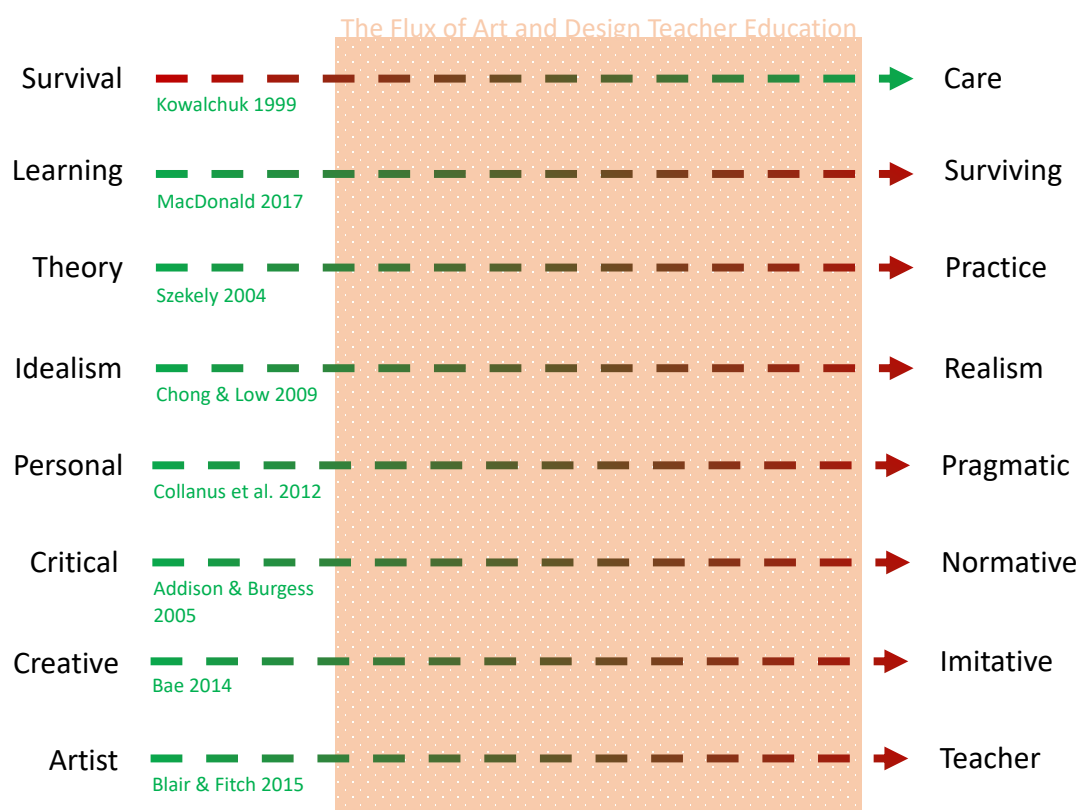 The Flux of Art and Design Teacher Education
Survival
Kowalchuk 1999
Care
Learning
MacDonald 2017
Surviving
Theory
Szekely 2004
Practice
Idealism
Chong & Low 2009
Realism
Personal
Collanus et al. 2012
Pragmatic
Critical
Addison & Burgess
2005
Normative
Creative
Bae 2014
Imitative
Artist
Blair & Fitch 2015
Teacher